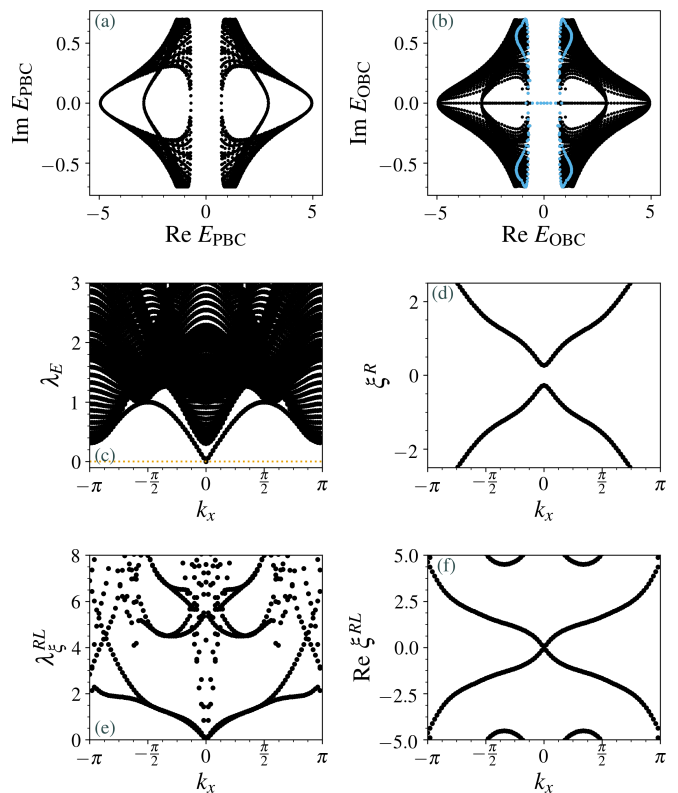 (a)
(b)
Im E_PBC
0.5
0.0
−0.5
−5
0
5
Re E_PBC
Im E_OBC
0.5
0.0
−0.5
−5
0
5
Re E_OBC
λ_E
3
2
1
0
(c)
−π
−π/2
0
π/2
π
k_x
(d)
ξ^R
2
0
−2
−π
−π/2
0
π/2
π
k_x
λ_ξ^RL
8
6
4
2
0
(e)
−π
−π/2
0
π/2
π
k_x
(f)
Re ξ^RL
5.0
2.5
0.0
−2.5
−5.0
−π
−π/2
0
π/2
π
k_x